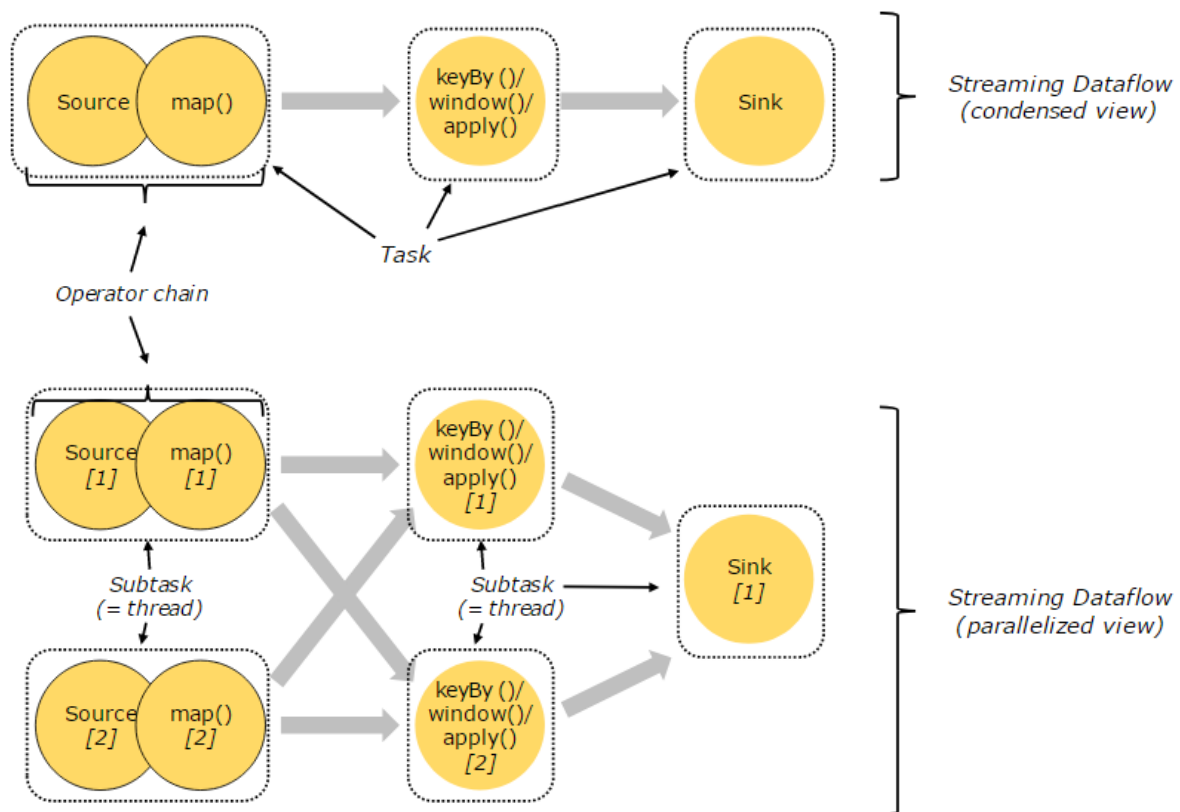 Source
map()
keyBy ()/
window()/
apply()
Sink
Streaming Dataflow
(condensed view)
Task
Operator chain
Source
[1]
map()
[1]
keyBy ()/
window()/
apply()
[1]
Sink
[1]
Subtask
(= thread)
Subtask
(= thread)
Streaming Dataflow
(parallelized view)
Source
[2]
map()
[2]
keyBy ()/
window()/
apply()
[2]